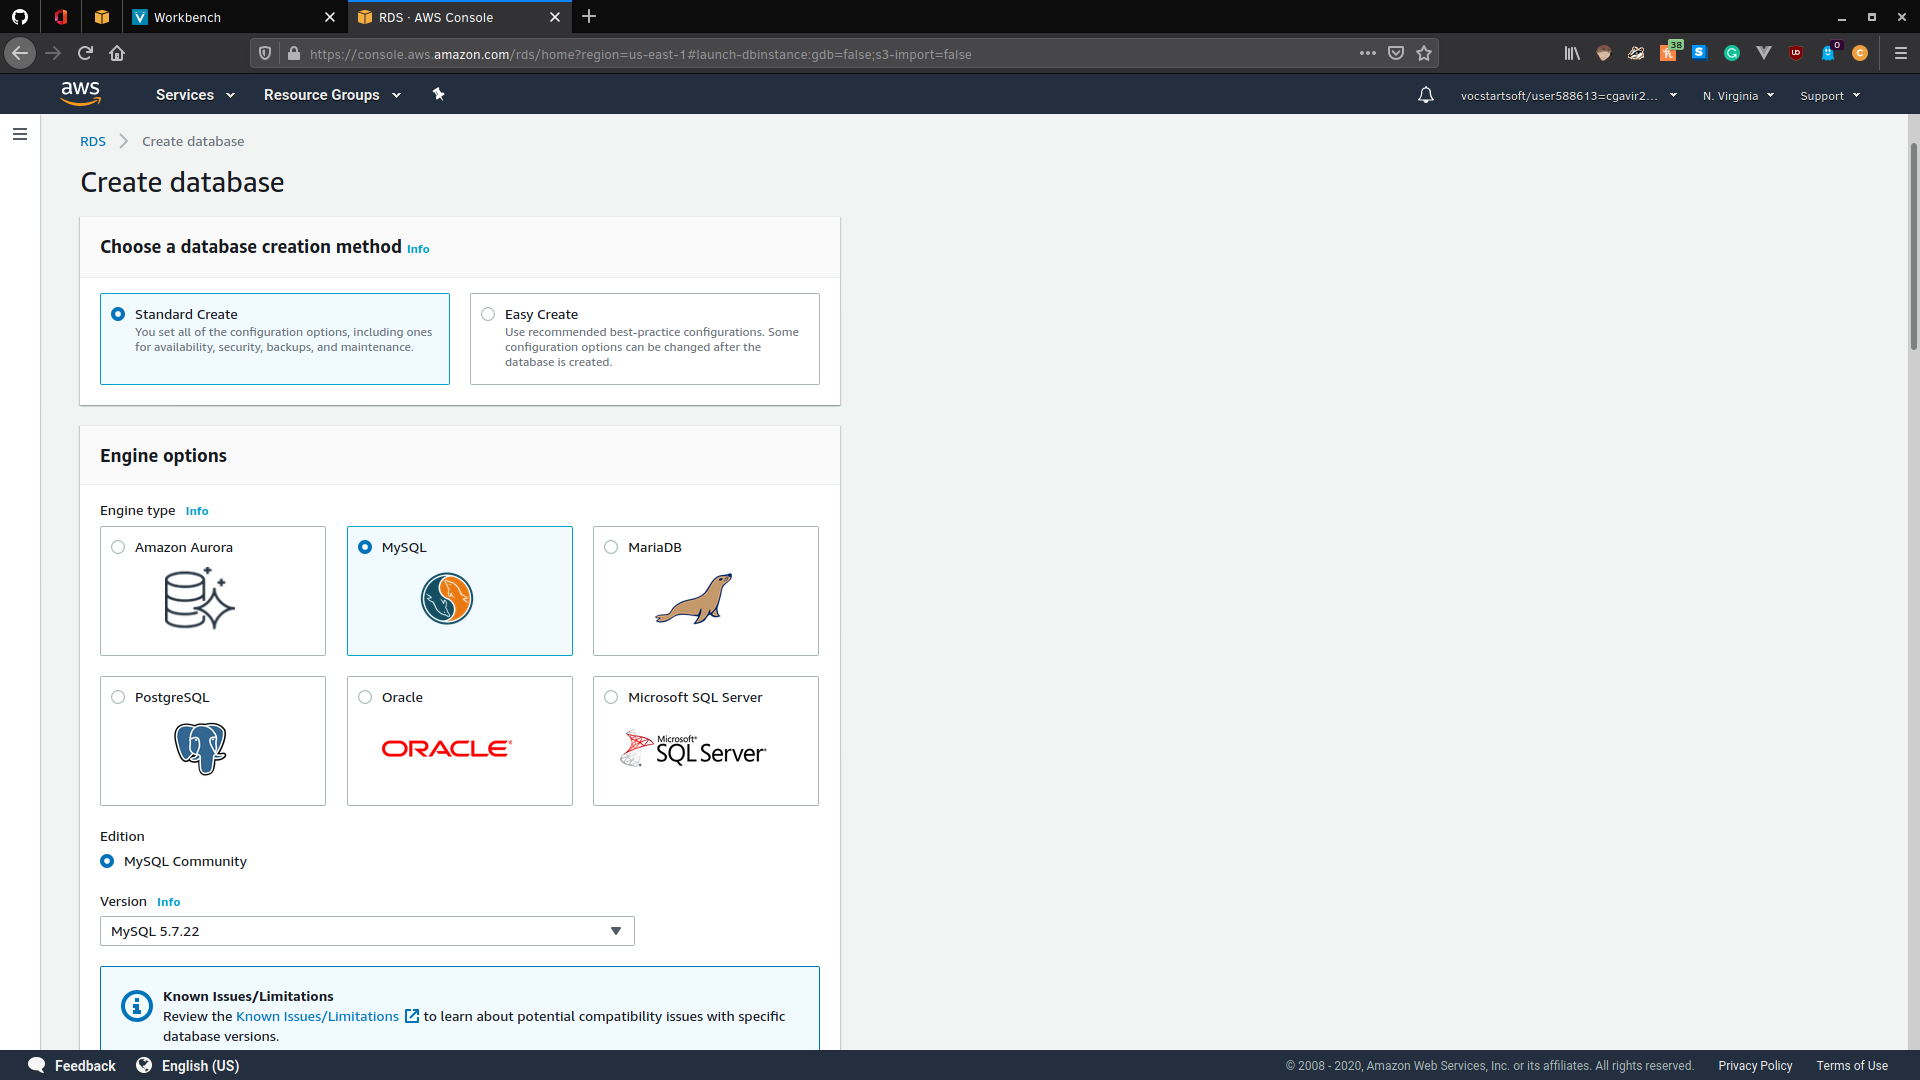 Workbench
RDS · AWS Console
https://console.aws.amazon.com/rds/home?region=us-east-1#launch-dbinstance:gdb=false;s3-import=false
38
0
aws
Services
Resource Groups
vocstartsoft/user588613=cgavir2...
N. Virginia
Support
RDS
Create database
Create database
Choose a database creation method Info
Standard Create
You set all of the configuration options, including ones
for availability, security, backups, and maintenance.
Easy Create
Use recommended best-practice configurations. Some
configuration options can be changed after the
database is created.
Engine options
Engine type Info
Amazon Aurora
MySQL
MariaDB
PostgreSQL
Oracle
ORACLE
Microsoft SQL Server
Microsoft
SQL Server
Edition
MySQL Community
Version Info
MySQL 5.7.22
Known Issues/Limitations
Review the Known Issues/Limitations to learn about potential compatibility issues with specific
database versions.
Feedback
English (US)
© 2008 - 2020, Amazon Web Services, Inc. or its affiliates. All rights reserved.
Privacy Policy
Terms of Use